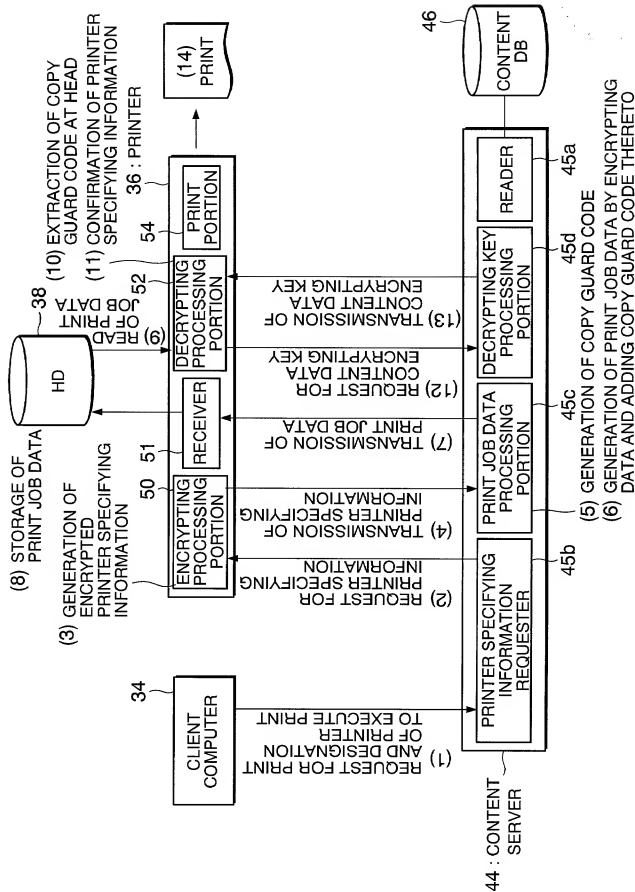 (8) STORAGE OF
PRINT JOB DATA
(3) GENERATION OF
ENCRYPTED
PRINTER SPECIFYING
INFORMATION
38
HD
(9) READ
OF PRINT
JOB DATA
(10) EXTRACTION OF COPY
GUARD CODE AT HEAD
(11) CONFIRMATION OF PRINTER
SPECIFYING INFORMATION
36 : PRINTER
34
CLIENT
COMPUTER
50
ENCRYPTING
PROCESSING
PORTION
51
RECEIVER
52
DECRYPTING
PROCESSING
PORTION
54
PRINT
PORTION
(14)
PRINT
(1) REQUEST FOR PRINT
AND DESIGNATION
OF PRINTER
TO EXECUTE PRINT
(2) REQUEST FOR
PRINTER SPECIFYING
INFORMATION
(4) TRANSMISSION OF
PRINTER SPECIFYING
INFORMATION
(7) TRANSMISSION OF
PRINT JOB DATA
(12) REQUEST FOR
CONTENT DATA
ENCRYPTING KEY
(13) TRANSMISSION OF
CONTENT DATA
ENCRYPTING KEY
44 : CONTENT
SERVER
PRINTER SPECIFYING
INFORMATION
REQUESTER
45b
PRINT JOB DATA
PROCESSING
PORTION
45c
DECRYPTING KEY
PROCESSING
PORTION
45d
READER
45a
46
CONTENT
DB
(5) GENERATION OF COPY GUARD CODE
(6) GENERATION OF PRINT JOB DATA BY ENCRYPTING
DATA AND ADDING COPY GUARD CODE THERETO